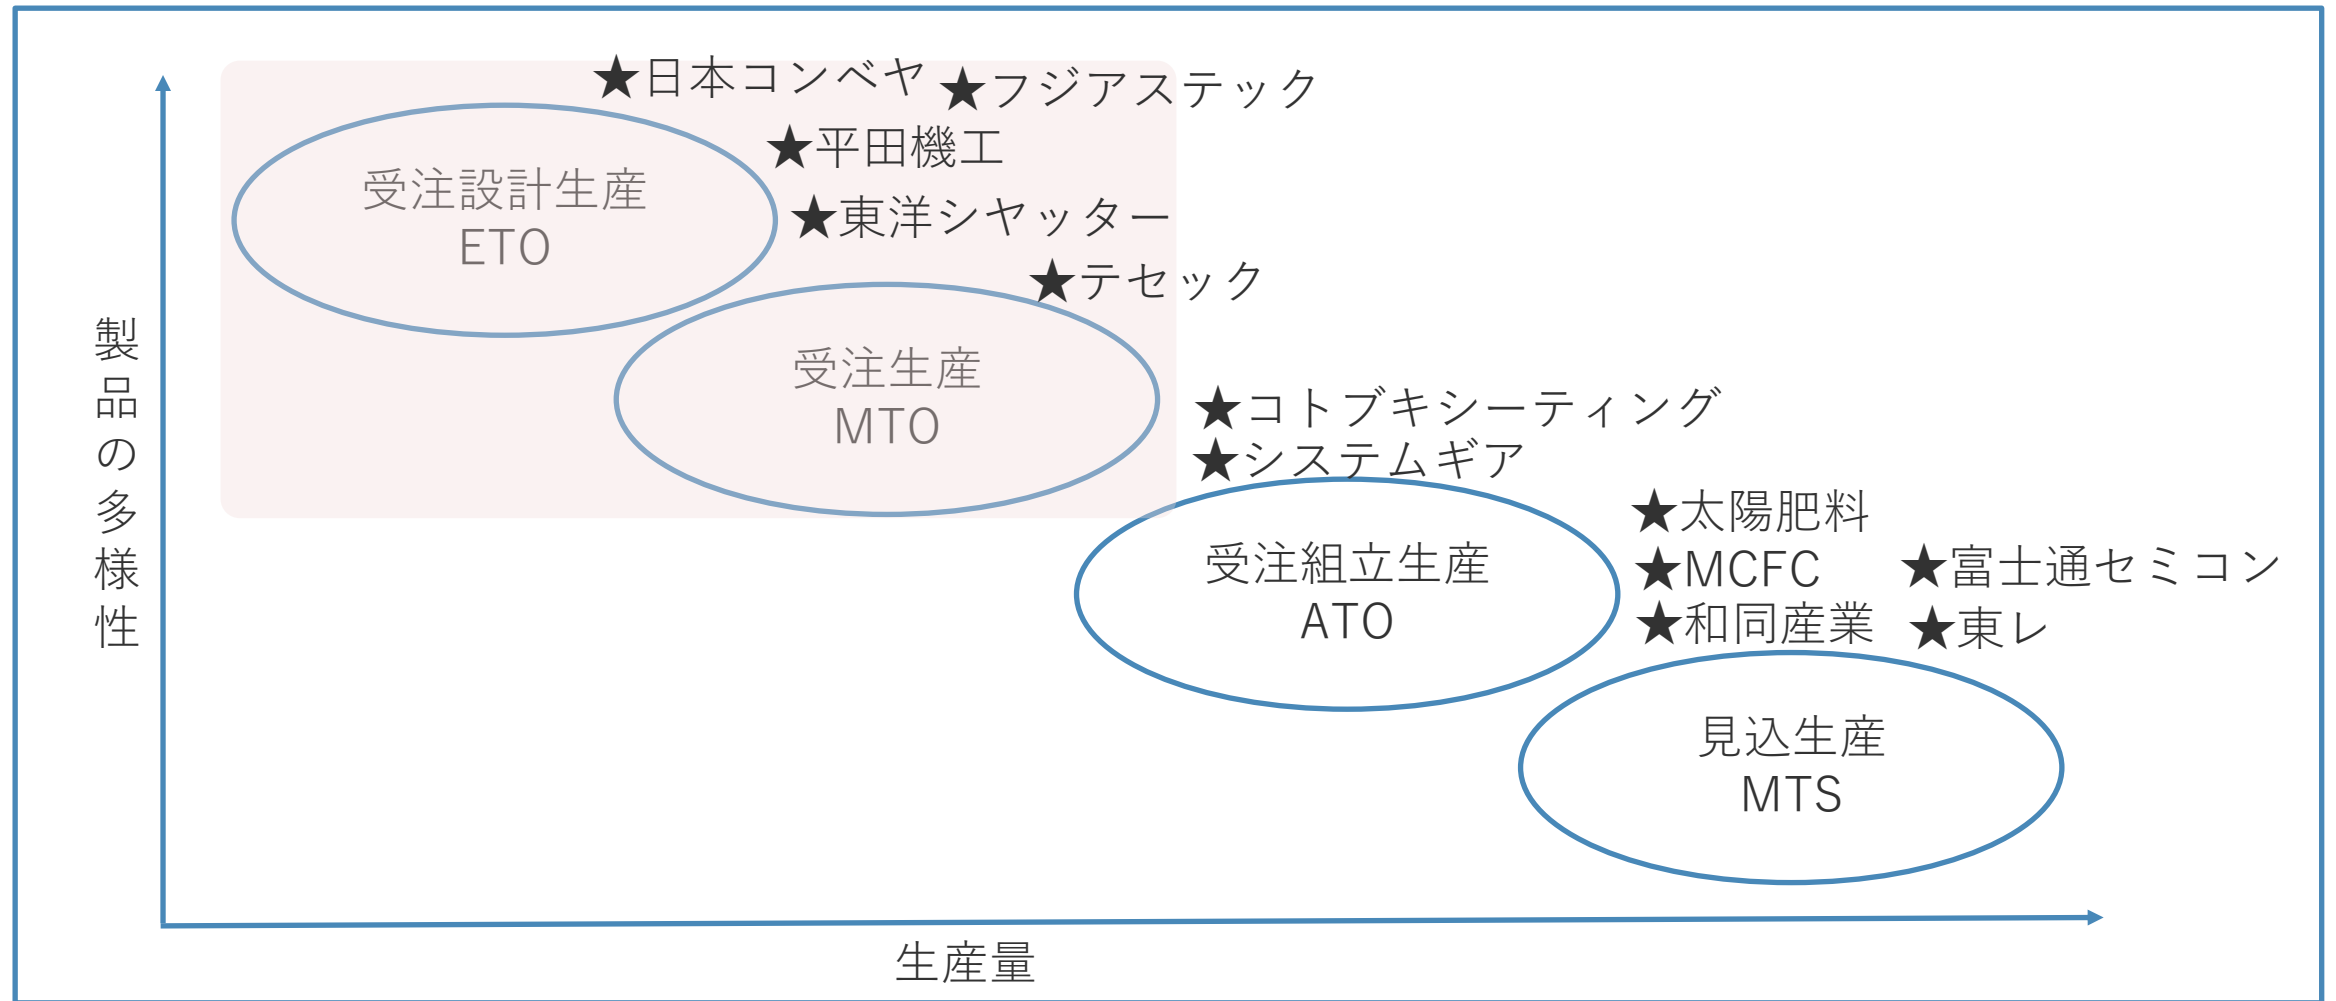 ★日本コンベヤ
★フジアステック
★平田機工
受注設計生産
ETO
★東洋シヤッター
★テセック
製品の多様性
受注生産
MTO
★コトブキシーティング
★システムギア
★太陽肥料
★MCFC
★富士通セミコン
★和同産業
★東レ
受注組立生産
ATO
見込生産
MTS
生産量